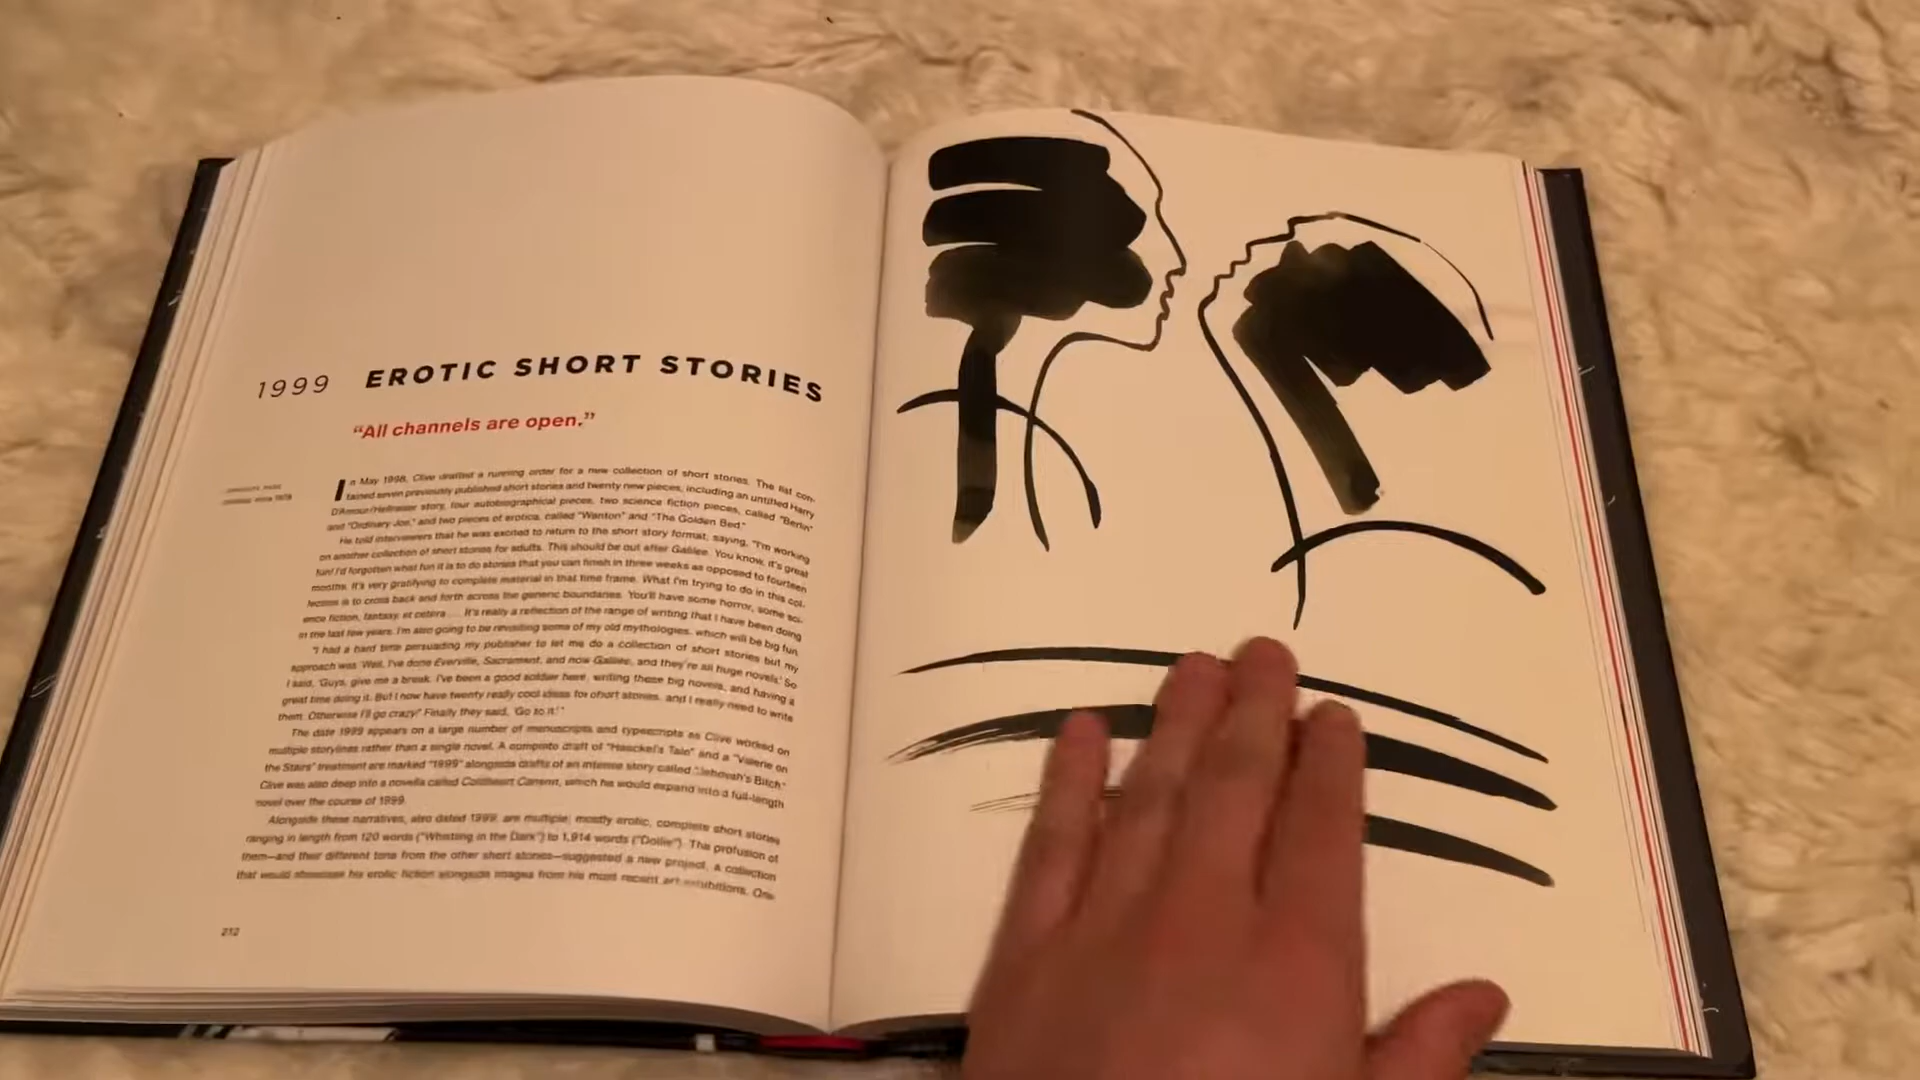 1999 EROTIC SHORT STORIES
“All channels are open.”
In May 1998, Clive drafted a running order for a new collection of short stories. The list con-
tained seven previously published short stories and twenty new pieces, including an untitled Harry
D'Amour/Hellraiser story, four autobiographical pieces, two science fiction pieces, called "Berlin"
and "Ordinary Joe," and two pieces of erotica, called "Wanton" and "The Golden Bed."
He told interviewers that he was excited to return to the short story format, saying, "I'm working
on another collection of short stories for adults. This should be out after Galilee. You know, it's great
fun! I'd forgotten what fun it is to do stories that you can finish in three weeks as opposed to fourteen
months. It's very gratifying to complete material in that time frame. What I'm trying to do in this col-
lection is to cross back and forth across the generic boundaries. You'll have some horror, some sci-
ence fiction, fantasy, et cetera . . . . It's really a reflection of the range of writing that I have been doing
in the last few years. I'm also going to be revisiting some of my old mythologies, which will be big fun.
"I had a hard time persuading my publisher to let me do a collection of short stories but my
approach was 'Well, I've done Everville, Sacrament, and now Galilee, and they're all huge novels.' So
I said, 'Guys, give me a break. I've been a good soldier here, writing these big novels, and having a
great time doing it. But I now have twenty really cool ideas for short stories, and I really need to write
them. Otherwise I'll go crazy!' Finally they said, 'Go to it!'"
The date 1999 appears on a large number of manuscripts and typescripts as Clive worked on
multiple storylines rather than a single novel. A complete draft of "Haeckel's Tale" and a "Valerie on
the Stairs" treatment are marked "1999" alongside drafts of an intense story called "Jehovah's Bitch."
Clive was also deep into a novella called Coldheart Canyon, which he would expand into a full-length
novel over the course of 1999.
Alongside these narratives, also dated 1999, are multiple, mostly erotic, complete short stories
ranging in length from 120 words ("Whistling in the Dark") to 1,914 words ("Dollie"). The profusion of
them—and their different tone from the other short stories—suggested a new project, a collection
that would showcase his erotic fiction alongside images from his most recent art exhibitions. One
212